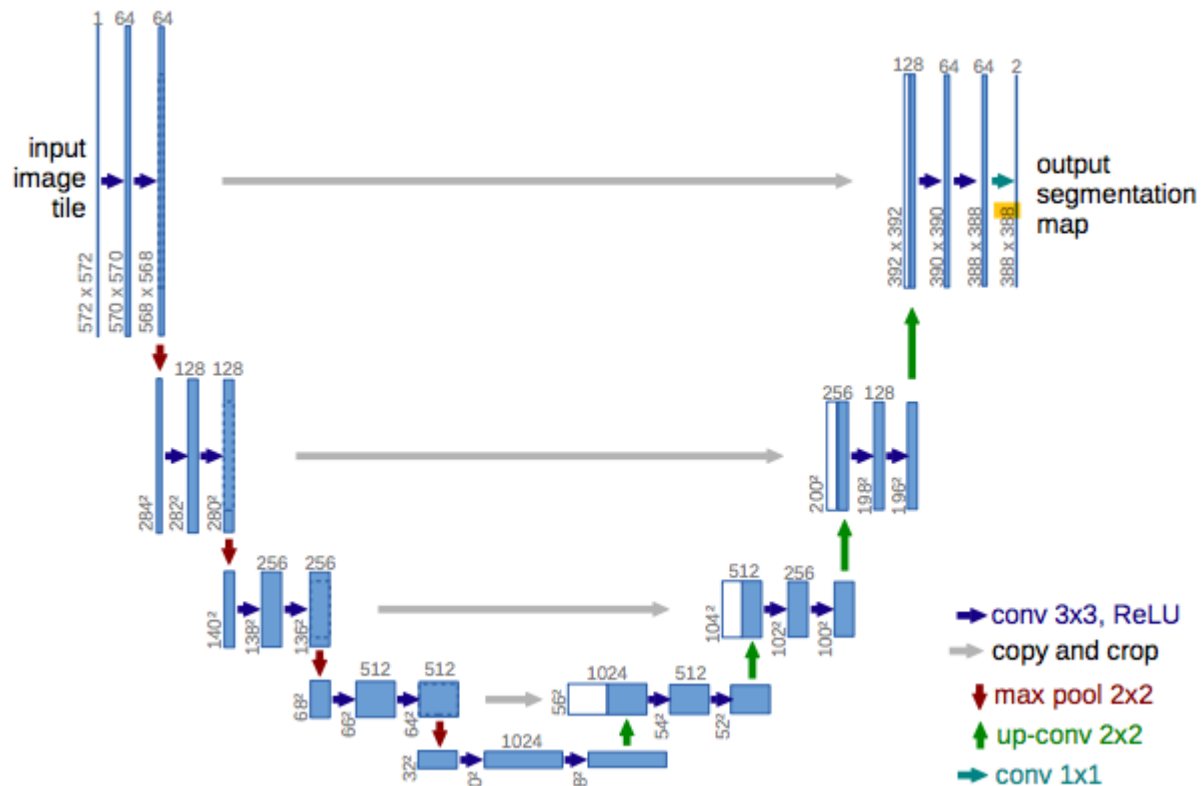 1 64 64
128 64 64 2
input
image
tile
output
segmentation
map
572 x 572
570 x 570
568 x 568
392 x 392
390 x 390
388 x 388
388 x 388
128 128
256 128
284²
282²
280²
200²
198²
196²
256 256
512 256
140²
138²
136²
104²
102²
100²
512 512
1024 512
68²
66²
64²
56²
54²
52²
1024
32²
0²
8²
conv 3x3, ReLU
copy and crop
max pool 2x2
up-conv 2x2
conv 1x1